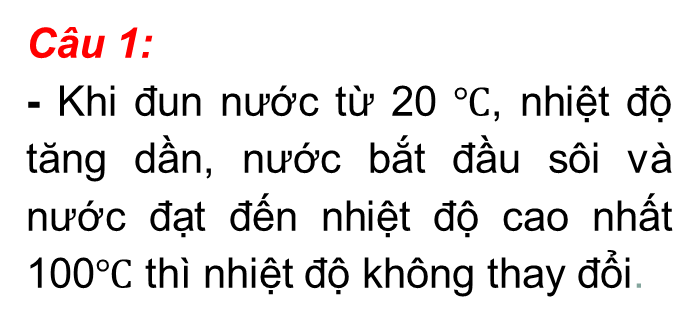 Câu 1:
- Khi đun nước từ 20 °C, nhiệt độ
tăng dần, nước bắt đầu sôi và
nước đạt đến nhiệt độ cao nhất
100°C thì nhiệt độ không thay đổi.